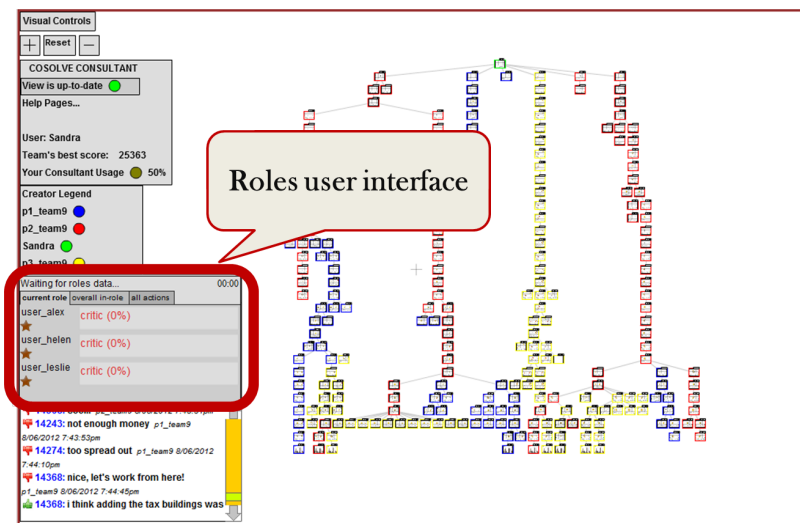 Visual Controls
+ Reset −
COSOLVE CONSULTANT
View is up-to-date
Help Pages...
User: Sandra
Team's best score: 25363
Your Consultant Usage 50%
Creator Legend
p1_team9
p2_team9
Sandra
p3_team9
Roles user interface
Waiting for roles data... 00:00
current role overall in-role all actions
user_alex critic (0%)
user_helen critic (0%)
user_leslie critic (0%)
14243: not enough money p1_team9
8/06/2012 7:43:53pm
14274: too spread out p1_team9 8/06/2012
7:44:10pm
14368: nice, let's work from here!
p1_team9 8/06/2012 7:44:45pm
14368: i think adding the tax buildings was